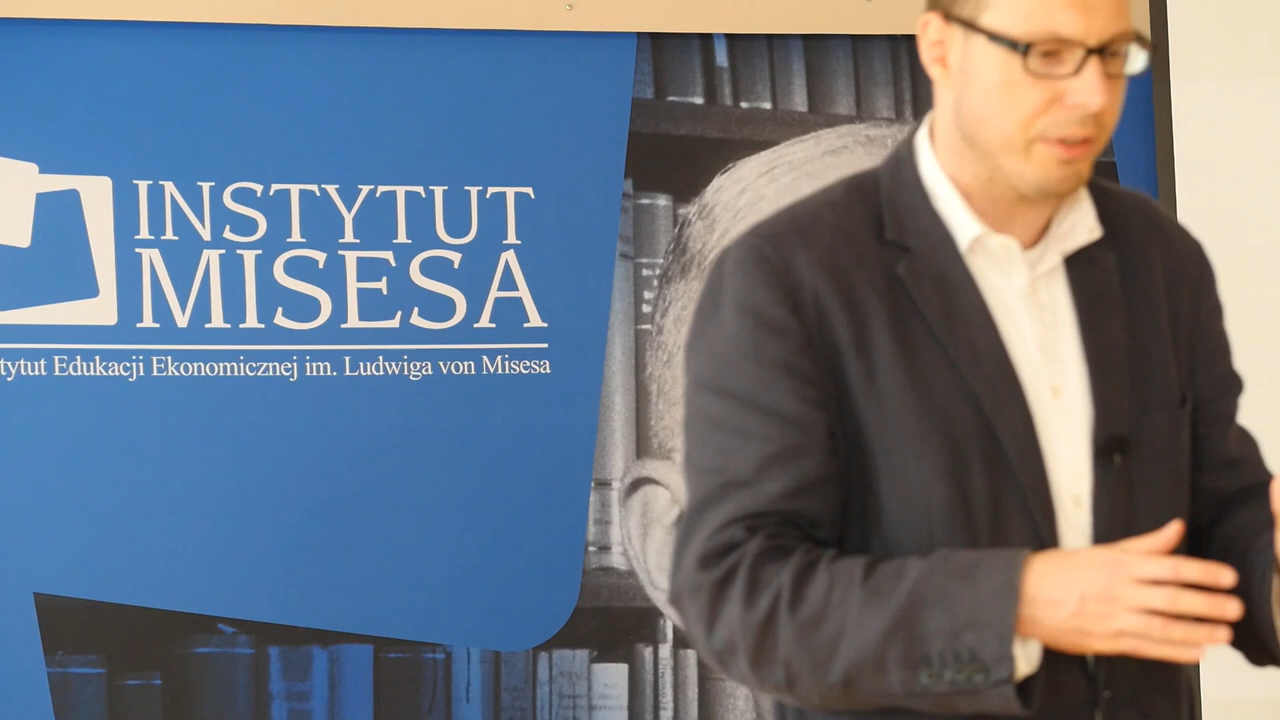 INSTYTUT
MISESA
tytut Edukacji Ekonomicznej im. Ludwiga von Misesa